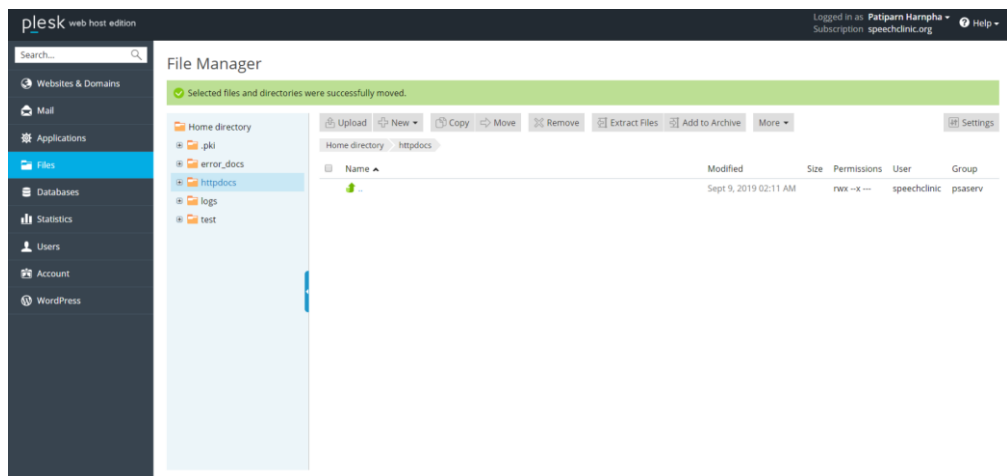 plesk web host edition
Logged in as Patiparn Harnpha
Subscription speechclinic.org
Help
Search...
Websites & Domains
Mail
Applications
Files
Databases
Statistics
Users
Account
WordPress
File Manager
Selected files and directories were successfully moved.
Home directory
.pki
error_docs
httpdocs
logs
test
Upload New Copy Move Remove Extract Files Add to Archive More Settings
Home directory httpdocs
Name Modified Size Permissions User Group
.. Sept 9, 2019 02:11 AM rwx --x --- speechclinic psaserv